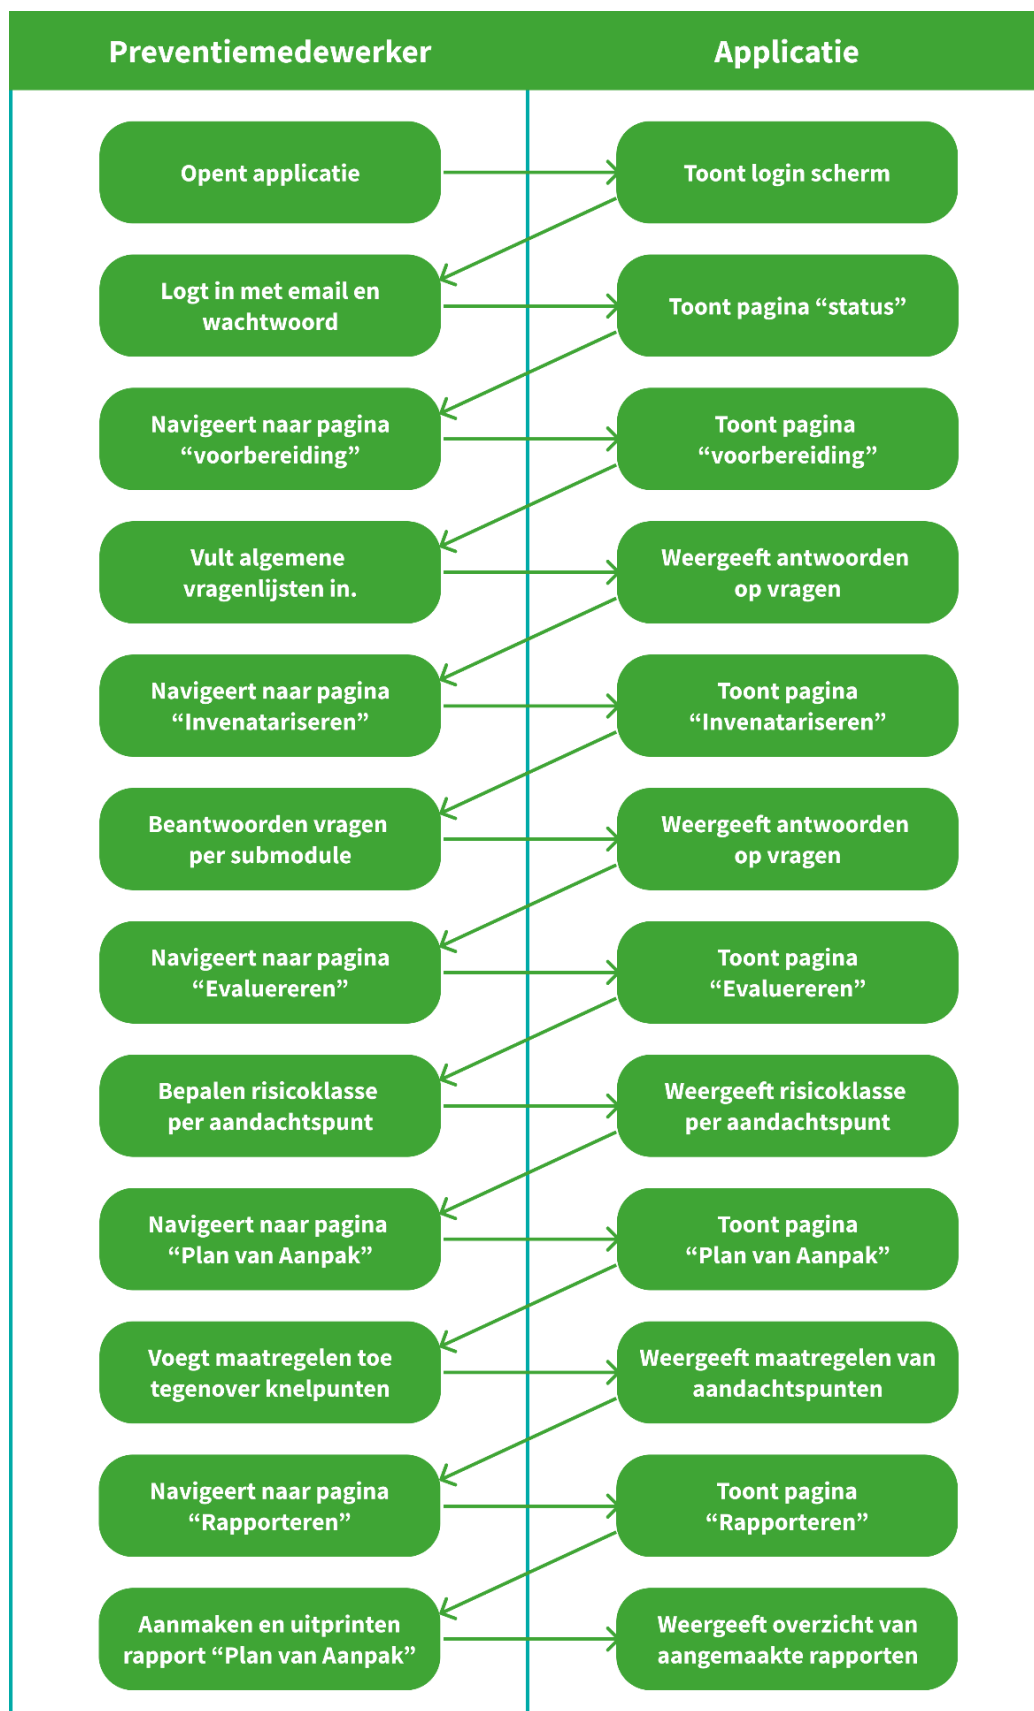 Preventiemedewerker
Applicatie
Opent applicatie
Toont login scherm
Logt in met email en
wachtwoord
Toont pagina “status”
Navigeert naar pagina
“voorbereiding”
Toont pagina
“voorbereiding”
Vult algemene
vragenlijsten in.
Weergeeft antwoorden
op vragen
Navigeert naar pagina
“Invenatariseren”
Toont pagina
“Invenatariseren”
Beantwoorden vragen
per submodule
Weergeeft antwoorden
op vragen
Navigeert naar pagina
“Evaluereren”
Toont pagina
“Evaluereren”
Bepalen risicoklasse
per aandachtspunt
Weergeeft risicoklasse
per aandachtspunt
Navigeert naar pagina
“Plan van Aanpak”
Toont pagina
“Plan van Aanpak”
Voegt maatregelen toe
tegenover knelpunten
Weergeeft maatregelen van
aandachtspunten
Navigeert naar pagina
“Rapporteren”
Toont pagina
“Rapporteren”
Aanmaken en uitprinten
rapport “Plan van Aanpak”
Weergeeft overzicht van
aangemaakte rapporten